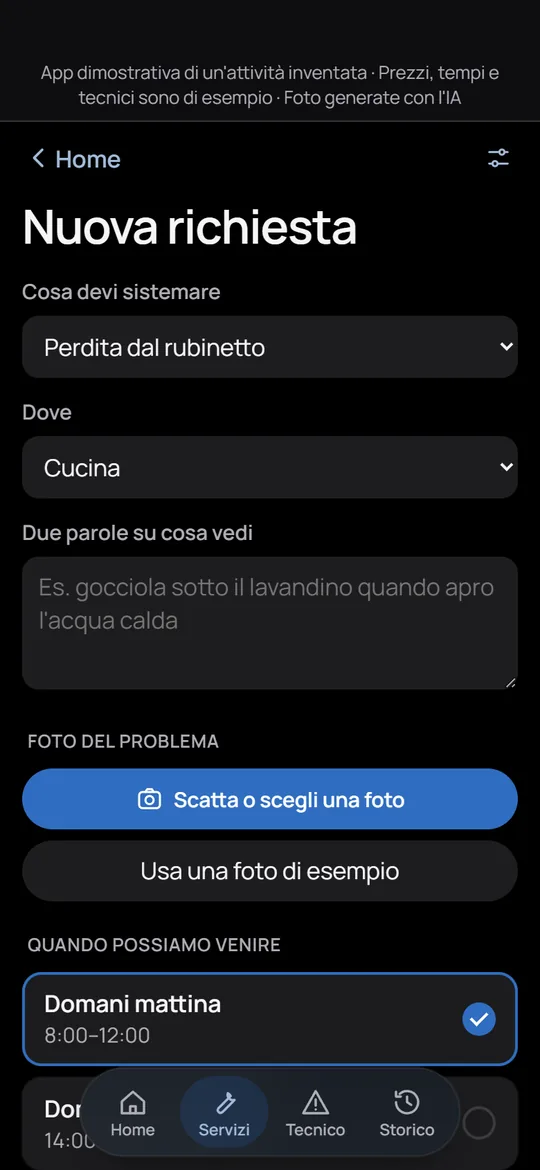 App dimostrativa di un'attività inventata · Prezzi, tempi e
tecnici sono di esempio · Foto generate con l'IA
Home
Nuova richiesta
Cosa devi sistemare
Perdita dal rubinetto
Dove
Cucina
Due parole su cosa vedi
Es. gocciola sotto il lavandino quando apro
l'acqua calda
FOTO DEL PROBLEMA
Scatta o scegli una foto
Usa una foto di esempio
QUANDO POSSIAMO VENIRE
Domani mattina
8:00–12:00
Home
Servizi
Tecnico
Storico